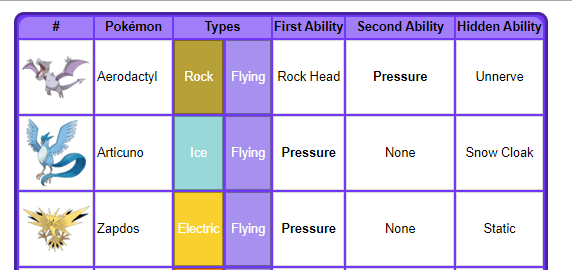 # Pokémon Types First Ability Second Ability Hidden Ability
Aerodactyl Rock Flying Rock Head Pressure Unnerve
Articuno Ice Flying Pressure None Snow Cloak
Zapdos Electric Flying Pressure None Static